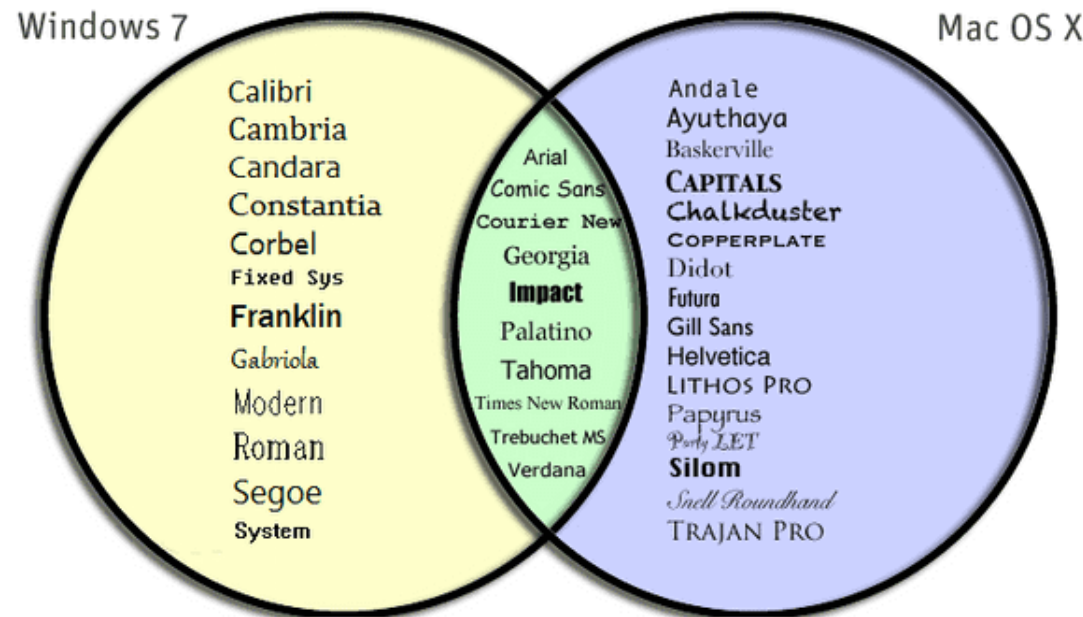 Windows 7
Mac OS X
Calibri
Cambria
Candara
Constantia
Corbel
Fixed Sys
Franklin
Gabriola
Modern
Roman
Segoe
System
Arial
Comic Sans
Courier New
Georgia
Impact
Palatino
Tahoma
Times New Roman
Trebuchet MS
Verdana
Andale
Ayuthaya
Baskerville
CAPITALS
Chalkduster
COPPERPLATE
Didot
Futura
Gill Sans
Helvetica
LITHOS PRO
Papyrus
Party LET
Silom
Snell Roundhand
TRAJAN PRO